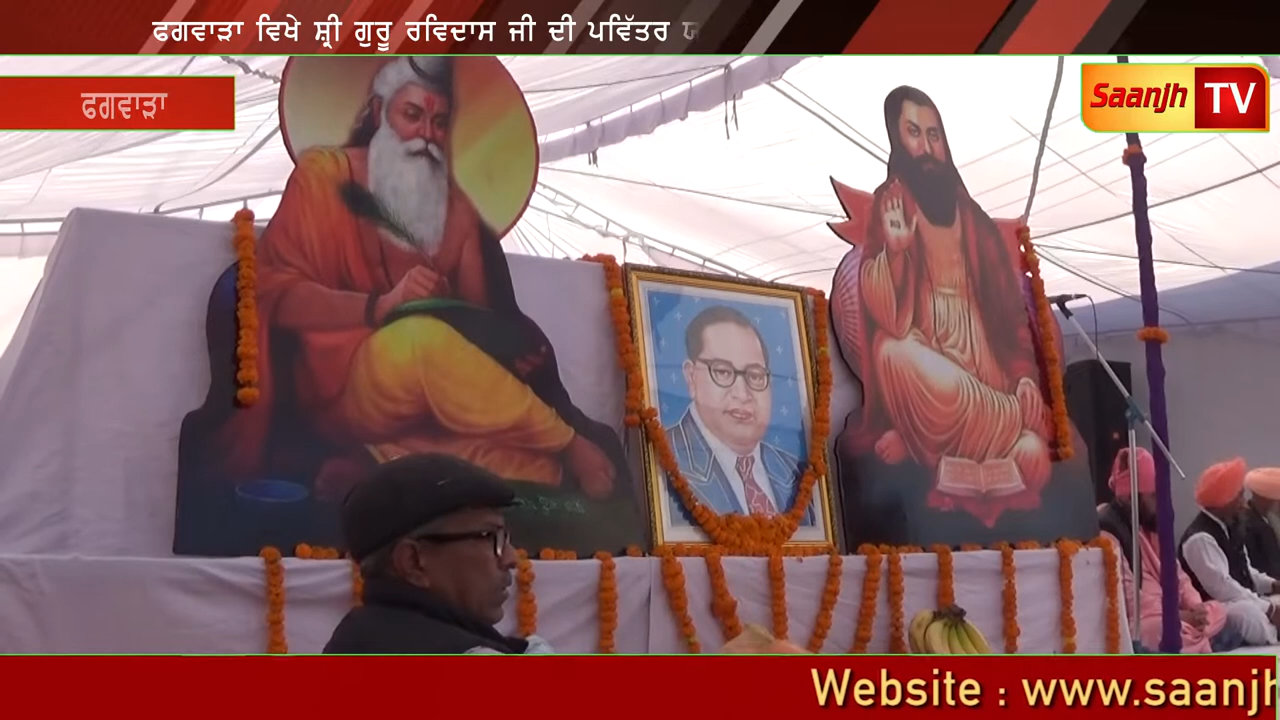 ਫਗਵਾੜਾ ਵਿਖੇ ਸ਼੍ਰੀ ਗੁਰੂ ਰਵਿਦਾਸ ਜੀ ਦੀ ਪਵਿੱਤਰ
ਫਗਵਾੜਾ
Saanjh TV
Website : www.saanjh